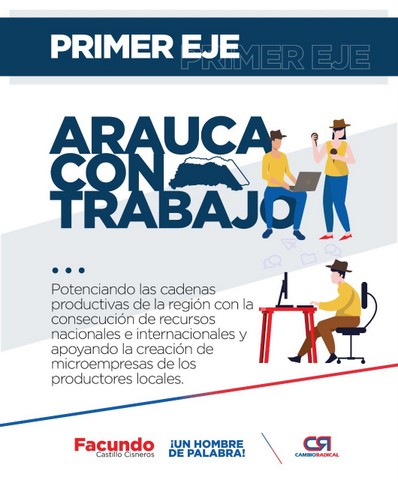 PRIMER EJE
PRIMER EJE
ARAUCA
CON
TRABAJO
...
Potenciando las cadenas
productivas de la región con la
consecución de recursos
nacionales e internacionales y
apoyando la creación de
microempresas de los
productores locales.
Facundo
Castillo Cisneros
¡UN HOMBRE
DE PALABRA!
CR
CAMBIO RADICAL